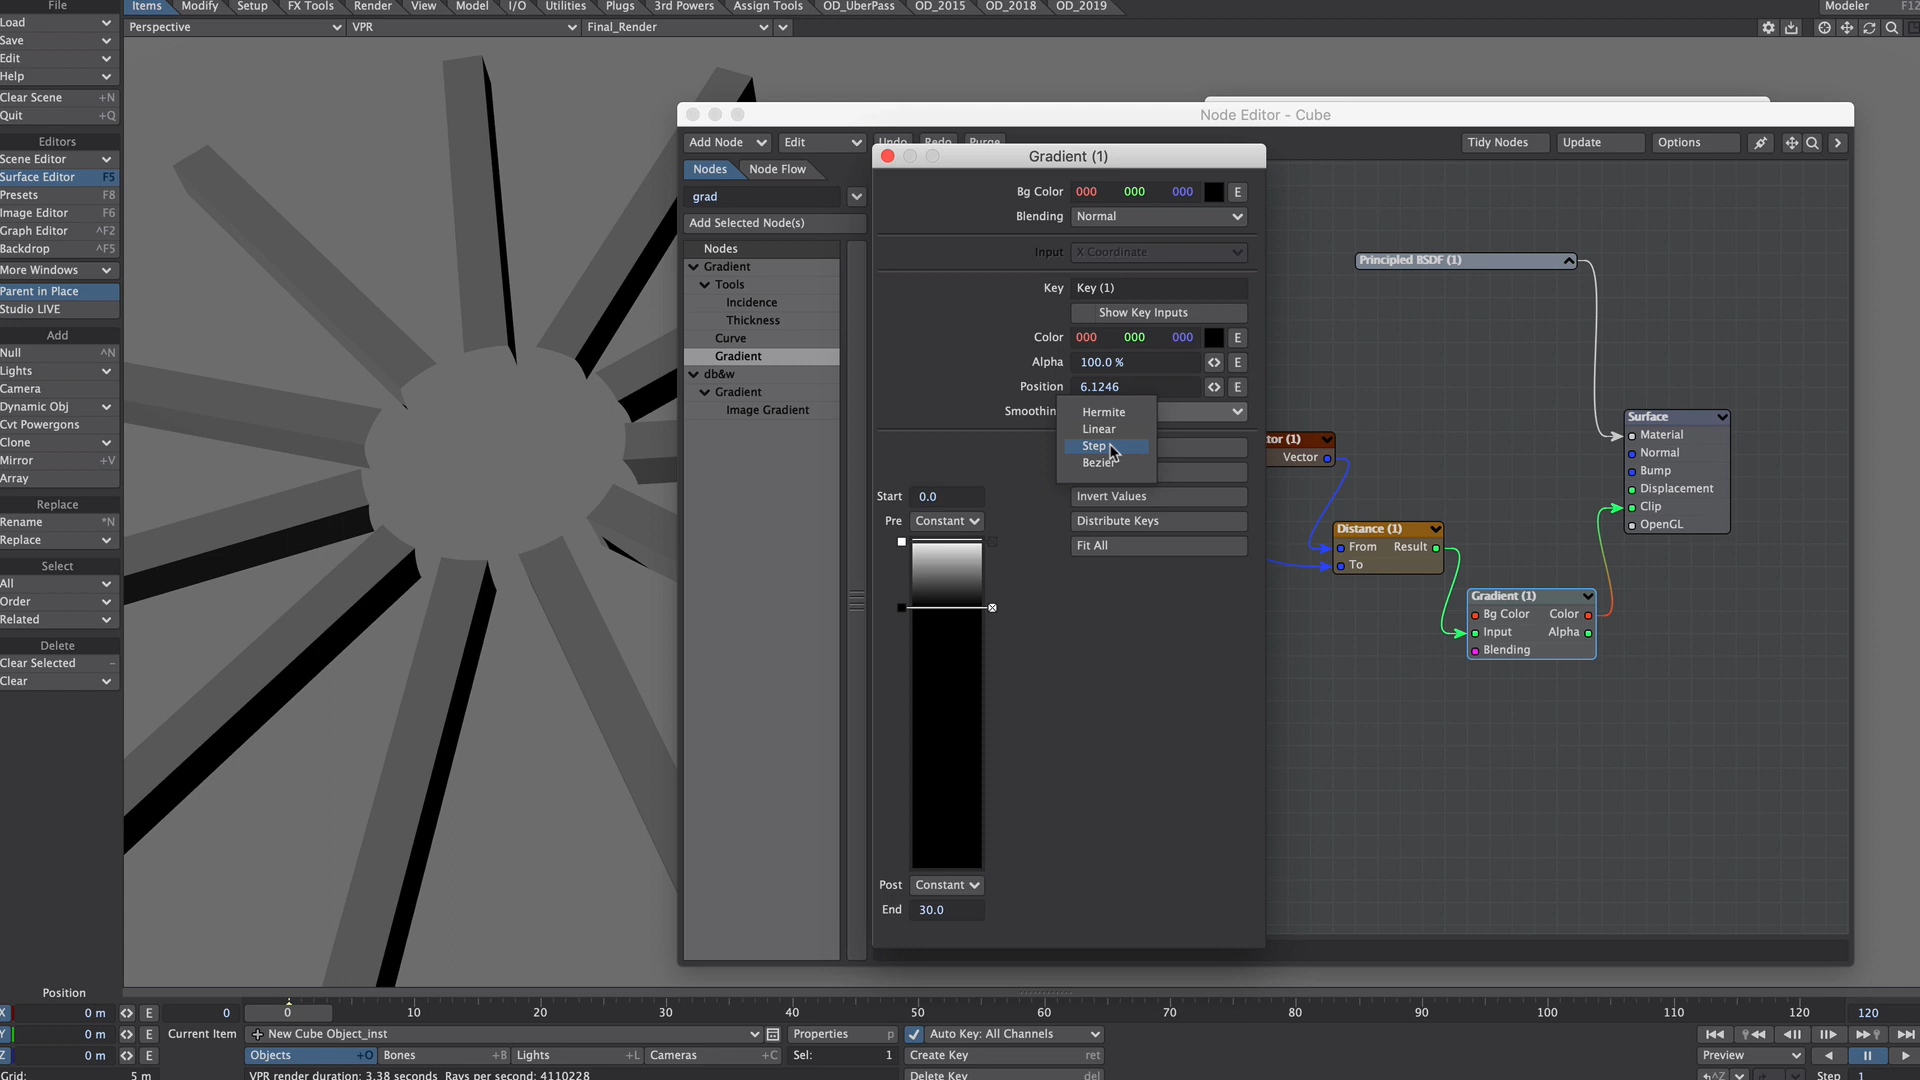 File
Items Modify Setup FX Tools Render View Model I/O Utilities Plugs 3rd Powers Assign Tools OD_UberPass OD_2015 OD_2018 OD_2019 Modeler F12
Load
Perspective VPR Final_Render
Save
Edit
Help
Clear Scene +N
Quit +Q
Editors
Scene Editor
Surface Editor F5
Presets F8
Image Editor F6
Graph Editor ^F2
Backdrop ^F5
More Windows
Parent in Place
Studio LIVE
Add
Null ^N
Lights
Camera
Dynamic Obj
Cvt Powergons
Clone
Mirror +V
Array
Replace
Rename *N
Replace
Select
All
Order
Related
Delete
Clear Selected -
Clear
Node Editor - Cube
Add Node Edit Undo Redo Purge Tidy Nodes Update Options
Nodes Node Flow
grad
Add Selected Node(s)
Nodes
Gradient
Tools
Incidence
Thickness
Curve
Gradient
db&w
Gradient
Image Gradient
Gradient (1)
Bg Color 000 000 000 E
Blending Normal
Input X Coordinate
Key Key (1)
Show Key Inputs
Color 000 000 000 E
Alpha 100.0 % E
Position 6.1246 E
Smoothin
Hermite
Linear
Step
Bezier
Invert Values
Distribute Keys
Fit All
Start 0.0
Pre Constant
Post Constant
End 30.0
Principled BSDF (1)
tor (1)
Vector
Distance (1)
From Result
To
Gradient (1)
Bg Color Color
Input Alpha
Blending
Surface
Material
Normal
Bump
Displacement
Clip
OpenGL
Position
X 0 m E 0 0 10 20 30 40 50 60 70 80 90 100 110 120 120
Y 0 m E Current Item New Cube Object_inst Properties p Auto Key: All Channels
Z 0 m E Objects +O Bones +B Lights +L Cameras +C Sel: 1 Create Key ret Preview
Grid: 5 m VPR render duration: 3.38 seconds Rays per second: 4110228 Delete Key del ^Z Step 1